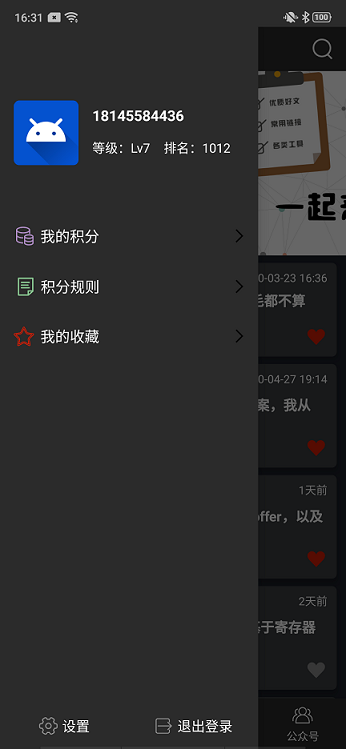 16:31
100
18145584436
等级：Lv7 排名：1012
我的积分
积分规则
我的收藏
设置
退出登录
优质好文
常用链接
各类工具
一起
0-03-23 16:36
毛都不算
0-04-27 19:14
案，我从
1天前
offer，以及
2天前
基于寄存器
公众号